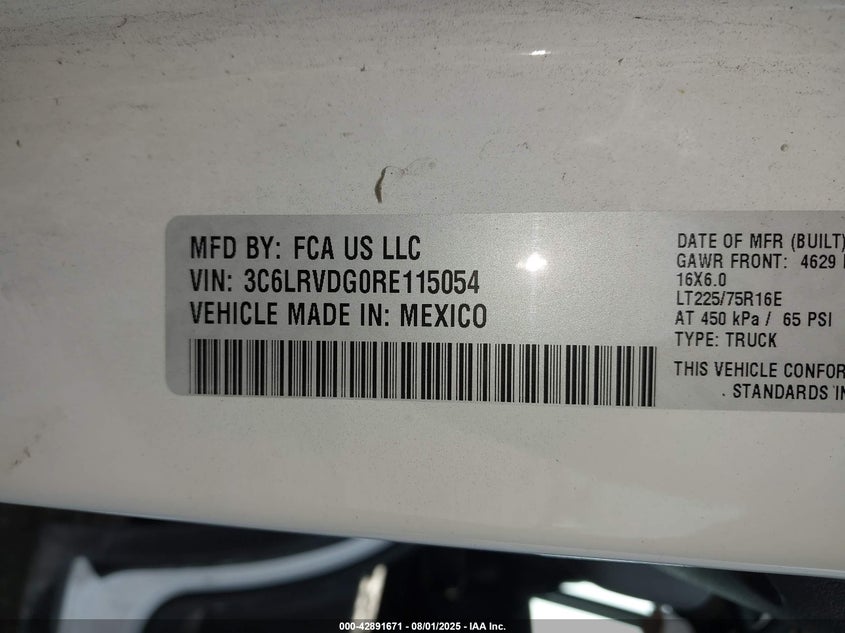 MFD BY: FCA US LLC
VIN: 3C6LRVDG0RE115054
VEHICLE MADE IN: MEXICO
DATE OF MFR (BUILT)
GAWR FRONT: 4629
16X6.0
LT225/75R16E
AT 450 kPa / 65 PSI
TYPE: TRUCK
THIS VEHICLE CONFOR
STANDARDS IN
000-42891671 - 08/01/2025 - IAA Inc.